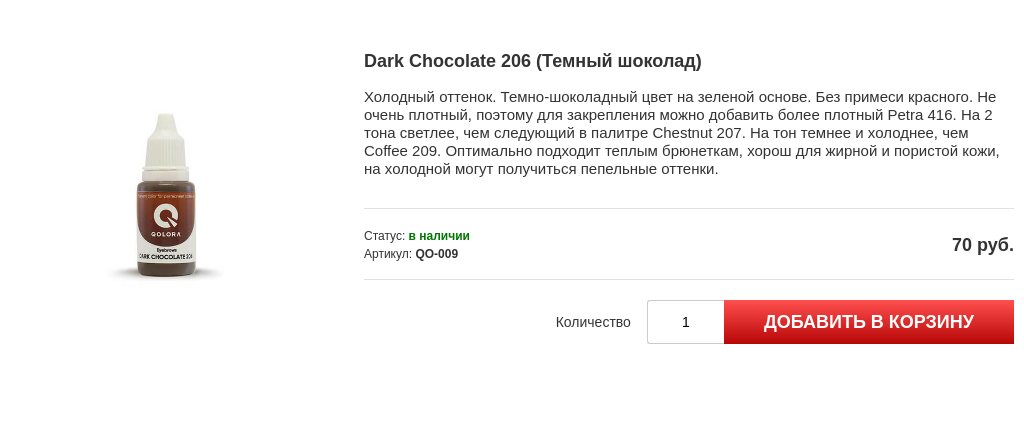 Dark Chocolate 206 (Темный шоколад)
Холодный оттенок. Темно-шоколадный цвет на зеленой основе. Без примеси красного. Не
очень плотный, поэтому для закрепления можно добавить более плотный Petra 416. На 2
тона светлее, чем следующий в палитре Chestnut 207. На тон темнее и холоднее, чем
Coffee 209. Оптимально подходит теплым брюнеткам, хорош для жирной и пористой кожи,
на холодной могут получиться пепельные оттенки.
QOLORA
Eyebrows
DARK CHOCOLATE 206
Статус: в наличии
Артикул: QO-009
70 руб.
Количество
1
ДОБАВИТЬ В КОРЗИНУ